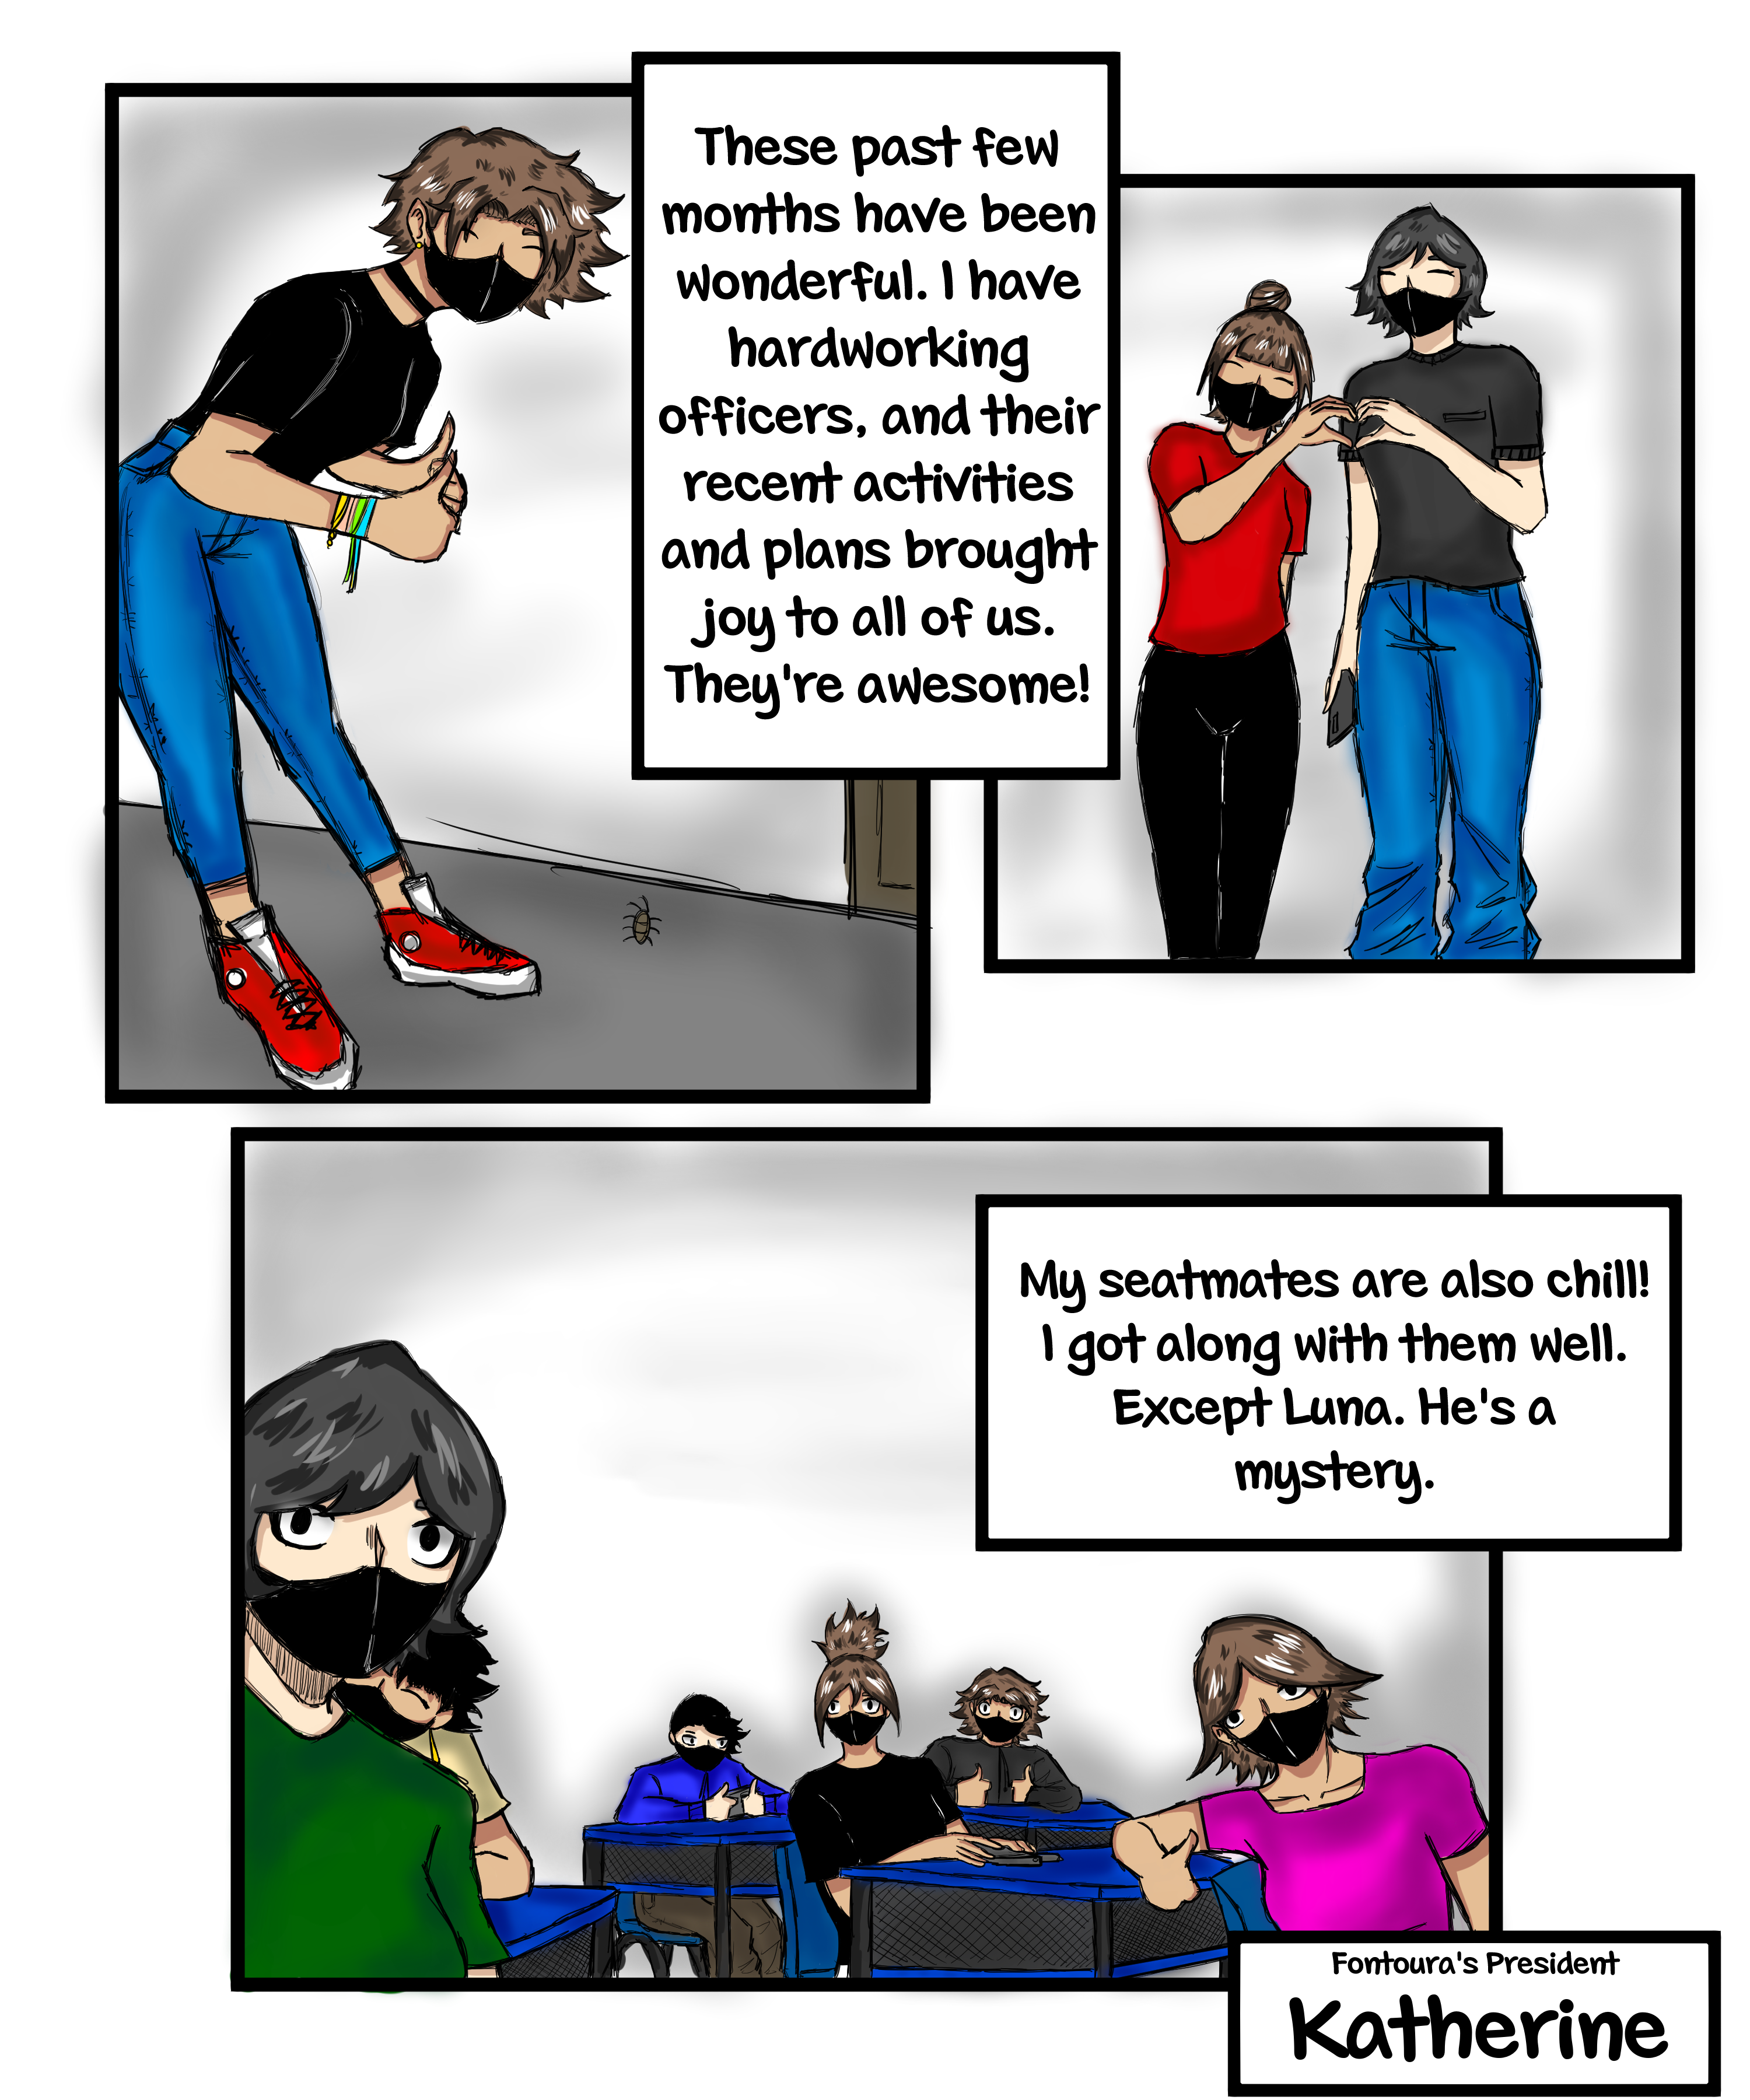 These past few
months have been
wonderful. I have
hardworking
officers, and their
recent activities
and plans brought
joy to all of us.
They're awesome!
My seatmates are also chill!
I got along with them well.
Except Luna. He's a
mystery.
Fontoura's President
Katherine